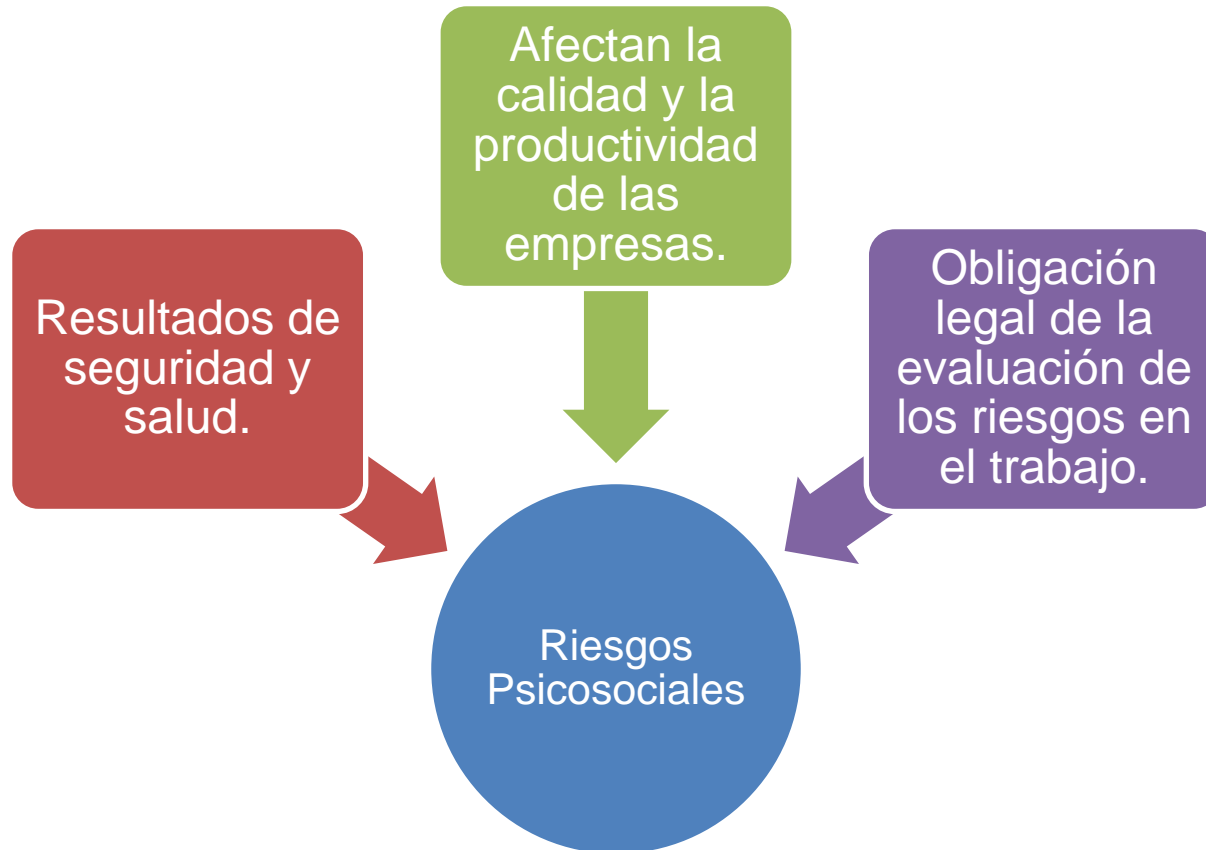 Afectan la
calidad y la
productividad
de las
empresas.
Resultados de
seguridad y
salud.
Obligación
legal de la
evaluación de
los riesgos en
el trabajo.
Riesgos
Psicosociales